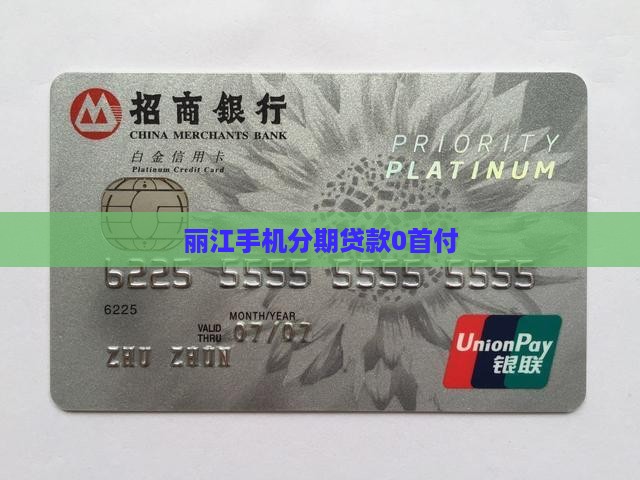 招商銀行
CHINA MERCHANTS BANK
白金信用卡
Platinum Credit Card
PRIORITY
PLATINUM
丽江手机分期贷款0首付
6225 5555 5555 5555
6225
MONTH/YEAR
VALID THRU 07/07
ZHU ZHON
UnionPay
银联